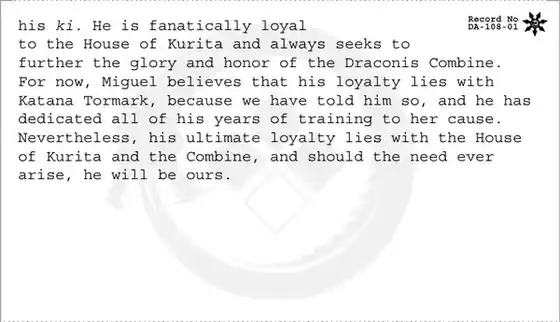 his ki. He is fanatically loyal
to the House of Kurita and always seeks to
further the glory and honor of the Draconis Combine.
For now, Miguel believes that his loyalty lies with
Katana Tormark, because we have told him so, and he has
dedicated all of his years of training to her cause.
Nevertheless, his ultimate loyalty lies with the House
of Kurita and the Combine, and should the need ever
arise, he will be ours.
Record No
DA-108-01